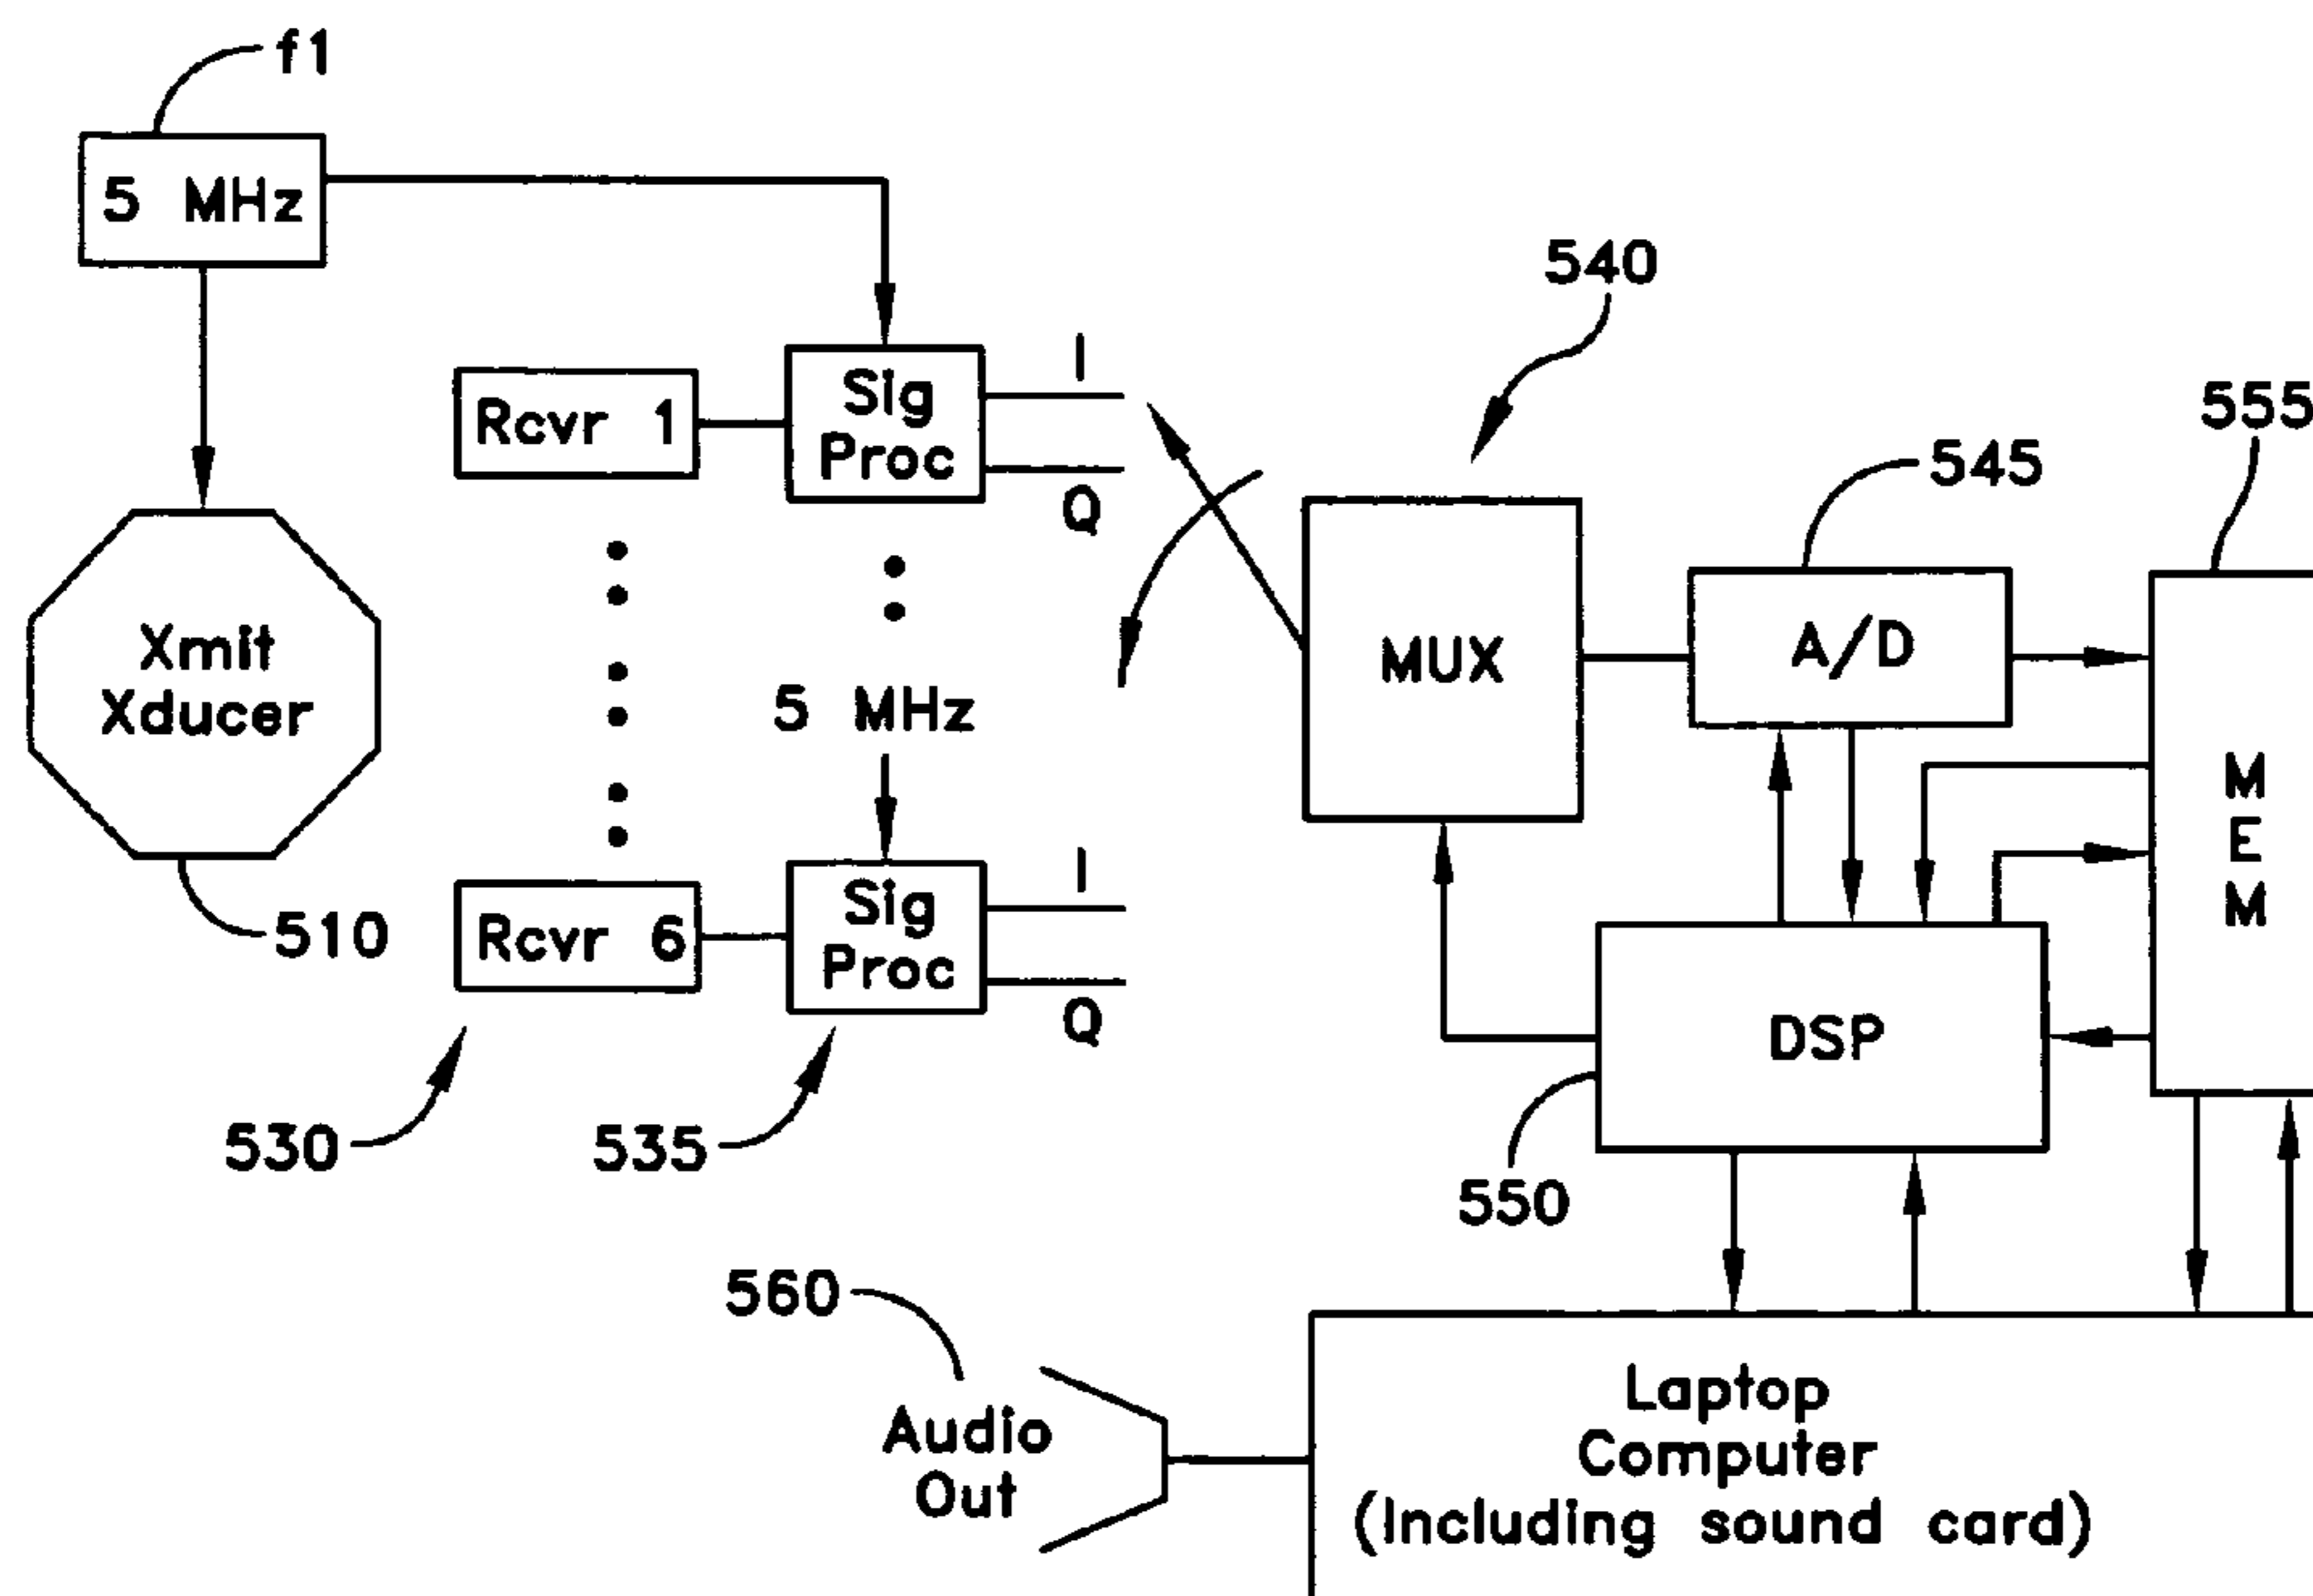 f1
5 MHz
540
Rcvr 1
Sig
Proc
I
Q
555
545
Xmit
Xducer
MUX
A/D
5 MHz
M
E
M
510
Rcvr 6
Sig
Proc
I
Q
DSP
530
535
550
560
Audio
Out
Laptop
Computer
(Including sound card)